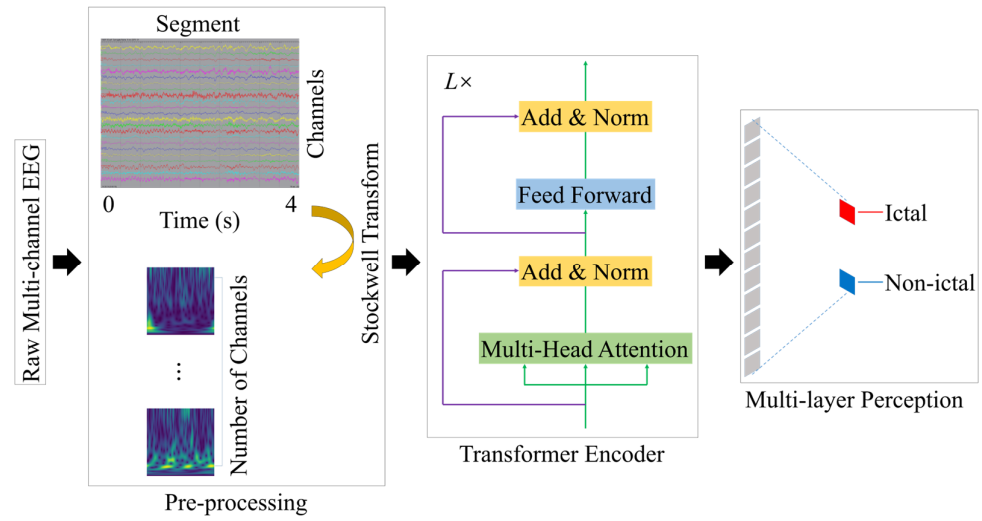 Raw Multi-channel EEG
Segment
Channels
0
4
Time (s)
Stockwell Transform
Number of Channels
...
Pre-processing
L×
Add & Norm
Feed Forward
Add & Norm
Multi-Head Attention
Transformer Encoder
Ictal
Non-ictal
Multi-layer Perception